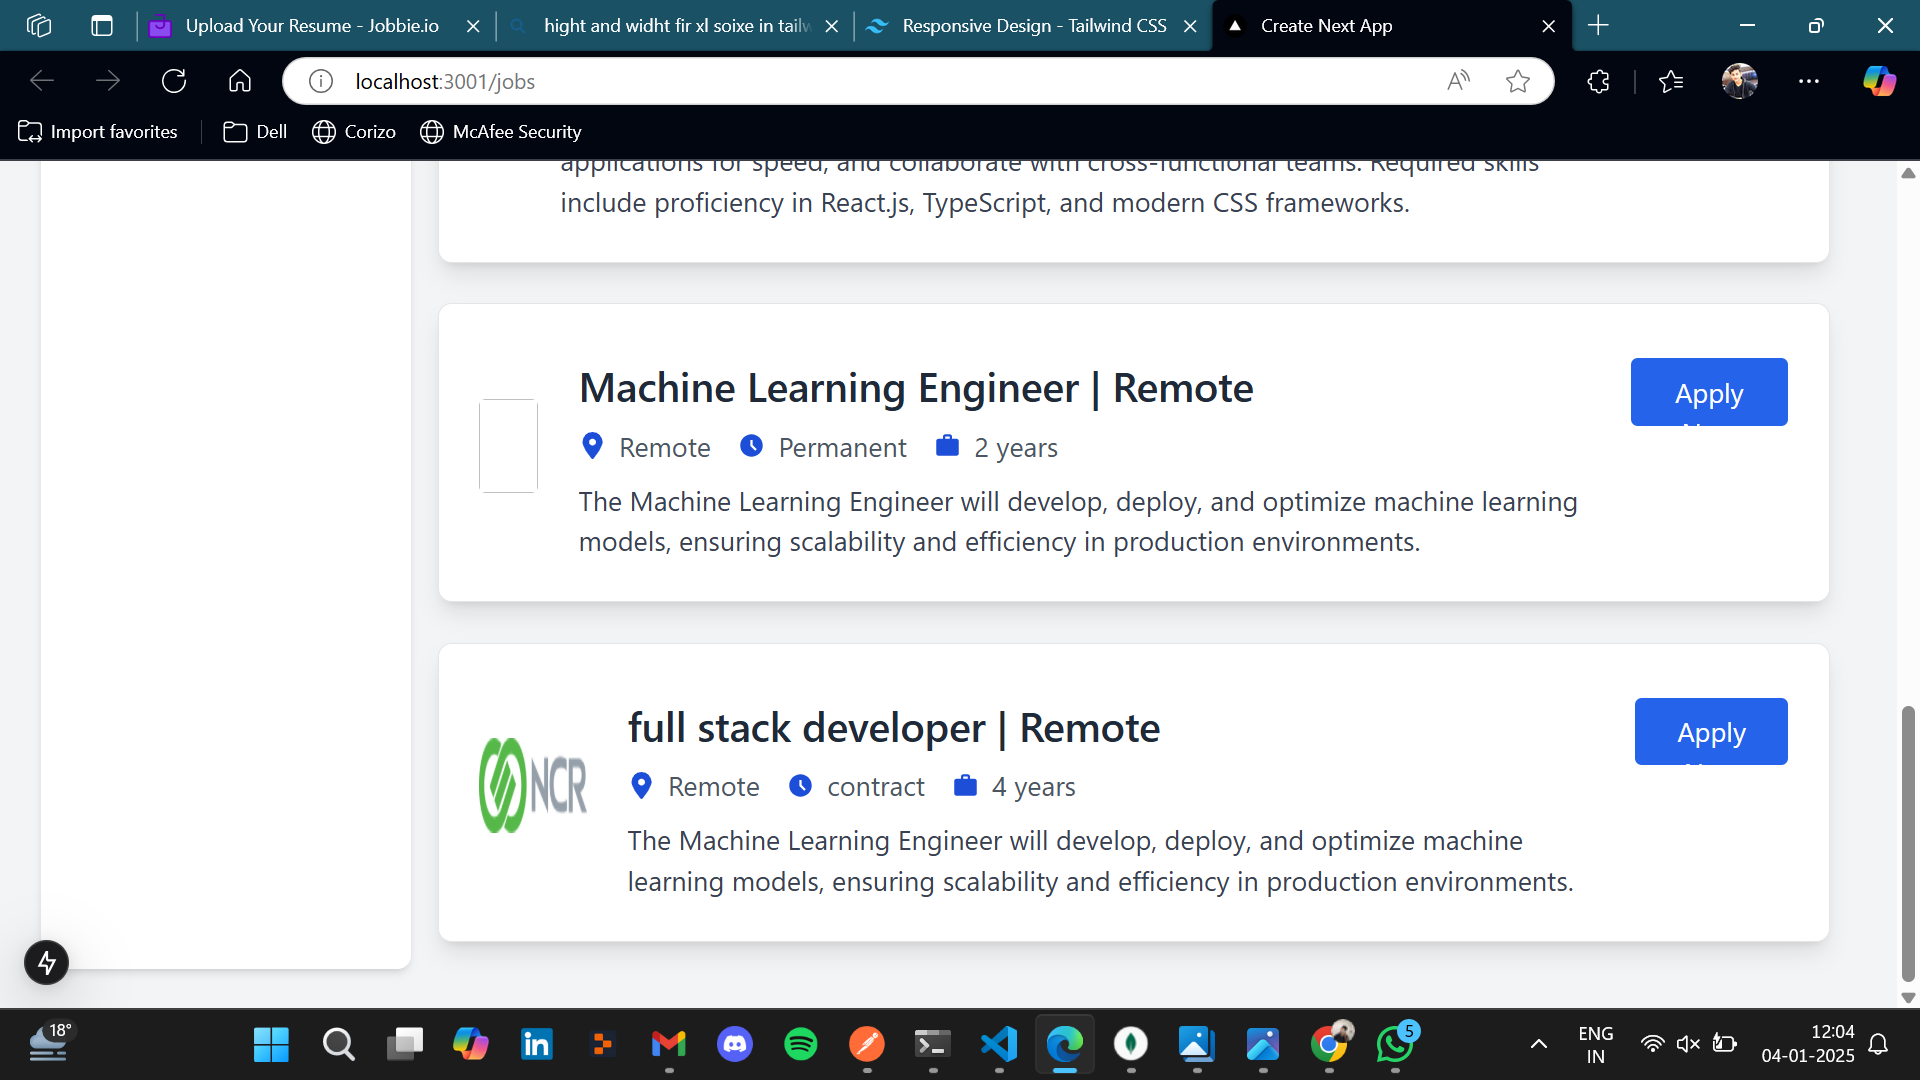 Upload Your Resume - Jobbie.io
hight and widht fir xl soixe in tailw
Responsive Design - Tailwind CSS
Create Next App
localhost:3001/jobs
Import favorites
Dell
Corizo
McAfee Security
applications for speed, and collaborate with cross-functional teams. Required skills
include proficiency in React.js, TypeScript, and modern CSS frameworks.
Machine Learning Engineer | Remote
Apply
Remote
Permanent
2 years
The Machine Learning Engineer will develop, deploy, and optimize machine learning
models, ensuring scalability and efficiency in production environments.
NCR
full stack developer | Remote
Apply
Remote
contract
4 years
The Machine Learning Engineer will develop, deploy, and optimize machine
learning models, ensuring scalability and efficiency in production environments.
18°
in
5
ENG
IN
12:04
04-01-2025